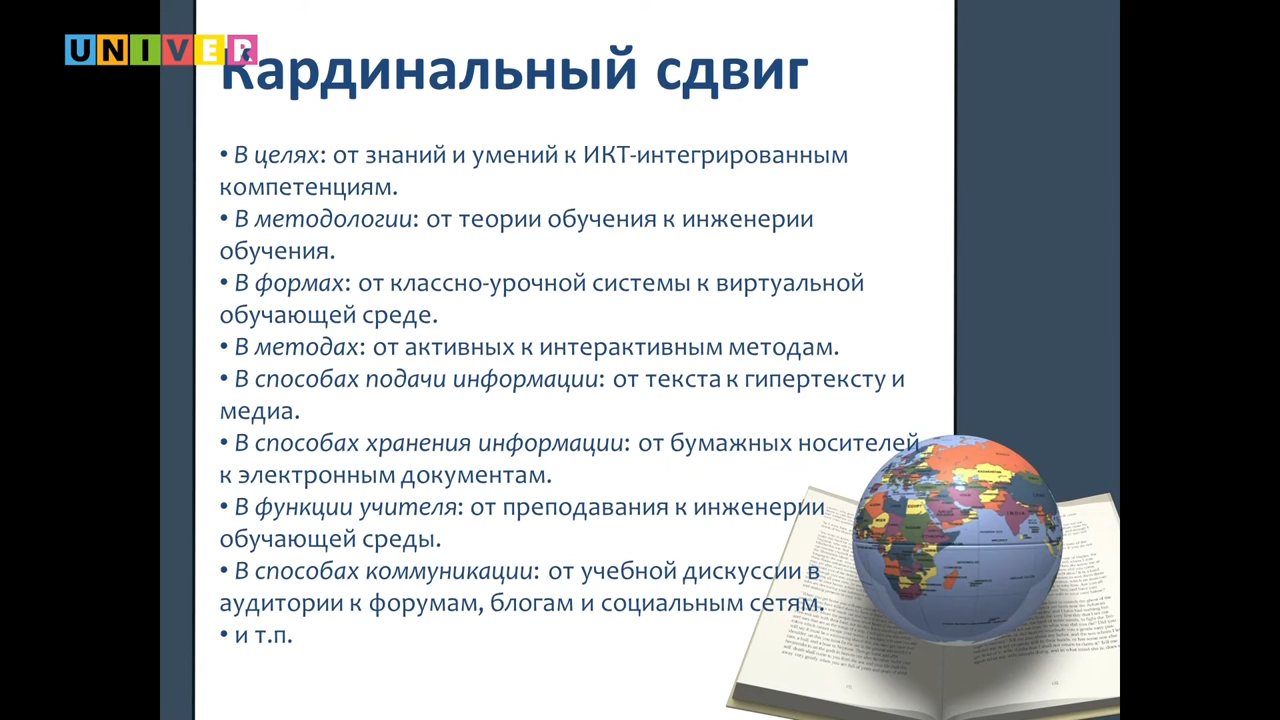 UNIVER
Кардинальный сдвиг
• В целях: от знаний и умений к ИКТ-интегрированным
компетенциям.
• В методологии: от теории обучения к инженерии
обучения.
• В формах: от классно-урочной системы к виртуальной
обучающей среде.
• В методах: от активных к интерактивным методам.
• В способах подачи информации: от текста к гипертексту и
медиа.
• В способах хранения информации: от бумажных носителей
к электронным документам.
• В функции учителя: от преподавания к инженерии
обучающей среды.
• В способах коммуникации: от учебной дискуссии в
аудитории к форумам, блогам и социальным сетям.
• и т.п.
INDIA